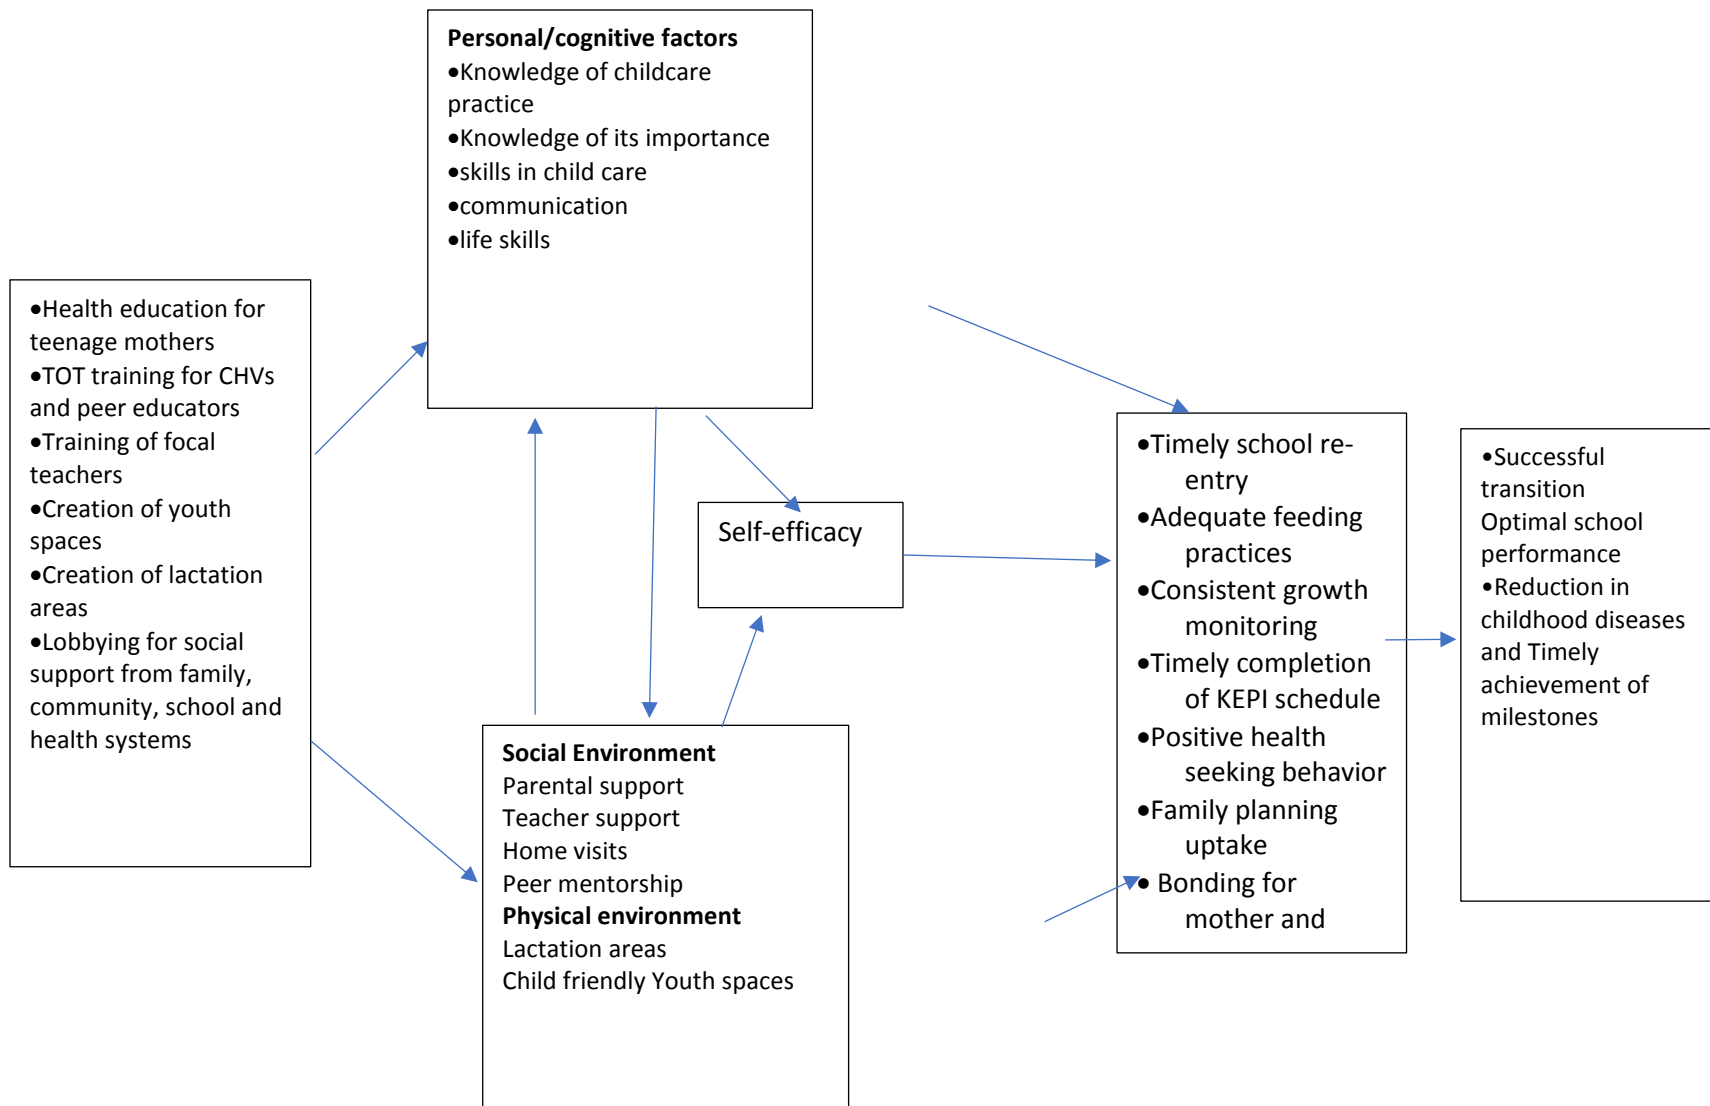 Personal/cognitive factors
•Knowledge of childcare
practice
•Knowledge of its importance
•skills in child care
•communication
•life skills
•Health education for
teenage mothers
•TOT training for CHVs
and peer educators
•Training of focal
teachers
•Creation of youth
spaces
•Creation of lactation
areas
•Lobbying for social
support from family,
community, school and
health systems
Self-efficacy
Social Environment
Parental support
Teacher support
Home visits
Peer mentorship
Physical environment
Lactation areas
Child friendly Youth spaces
•Timely school re-
entry
•Adequate feeding
practices
•Consistent growth
monitoring
•Timely completion
of KEPI schedule
•Positive health
seeking behavior
•Family planning
uptake
• Bonding for
mother and
•Successful
transition
Optimal school
performance
•Reduction in
childhood diseases
and Timely
achievement of
milestones